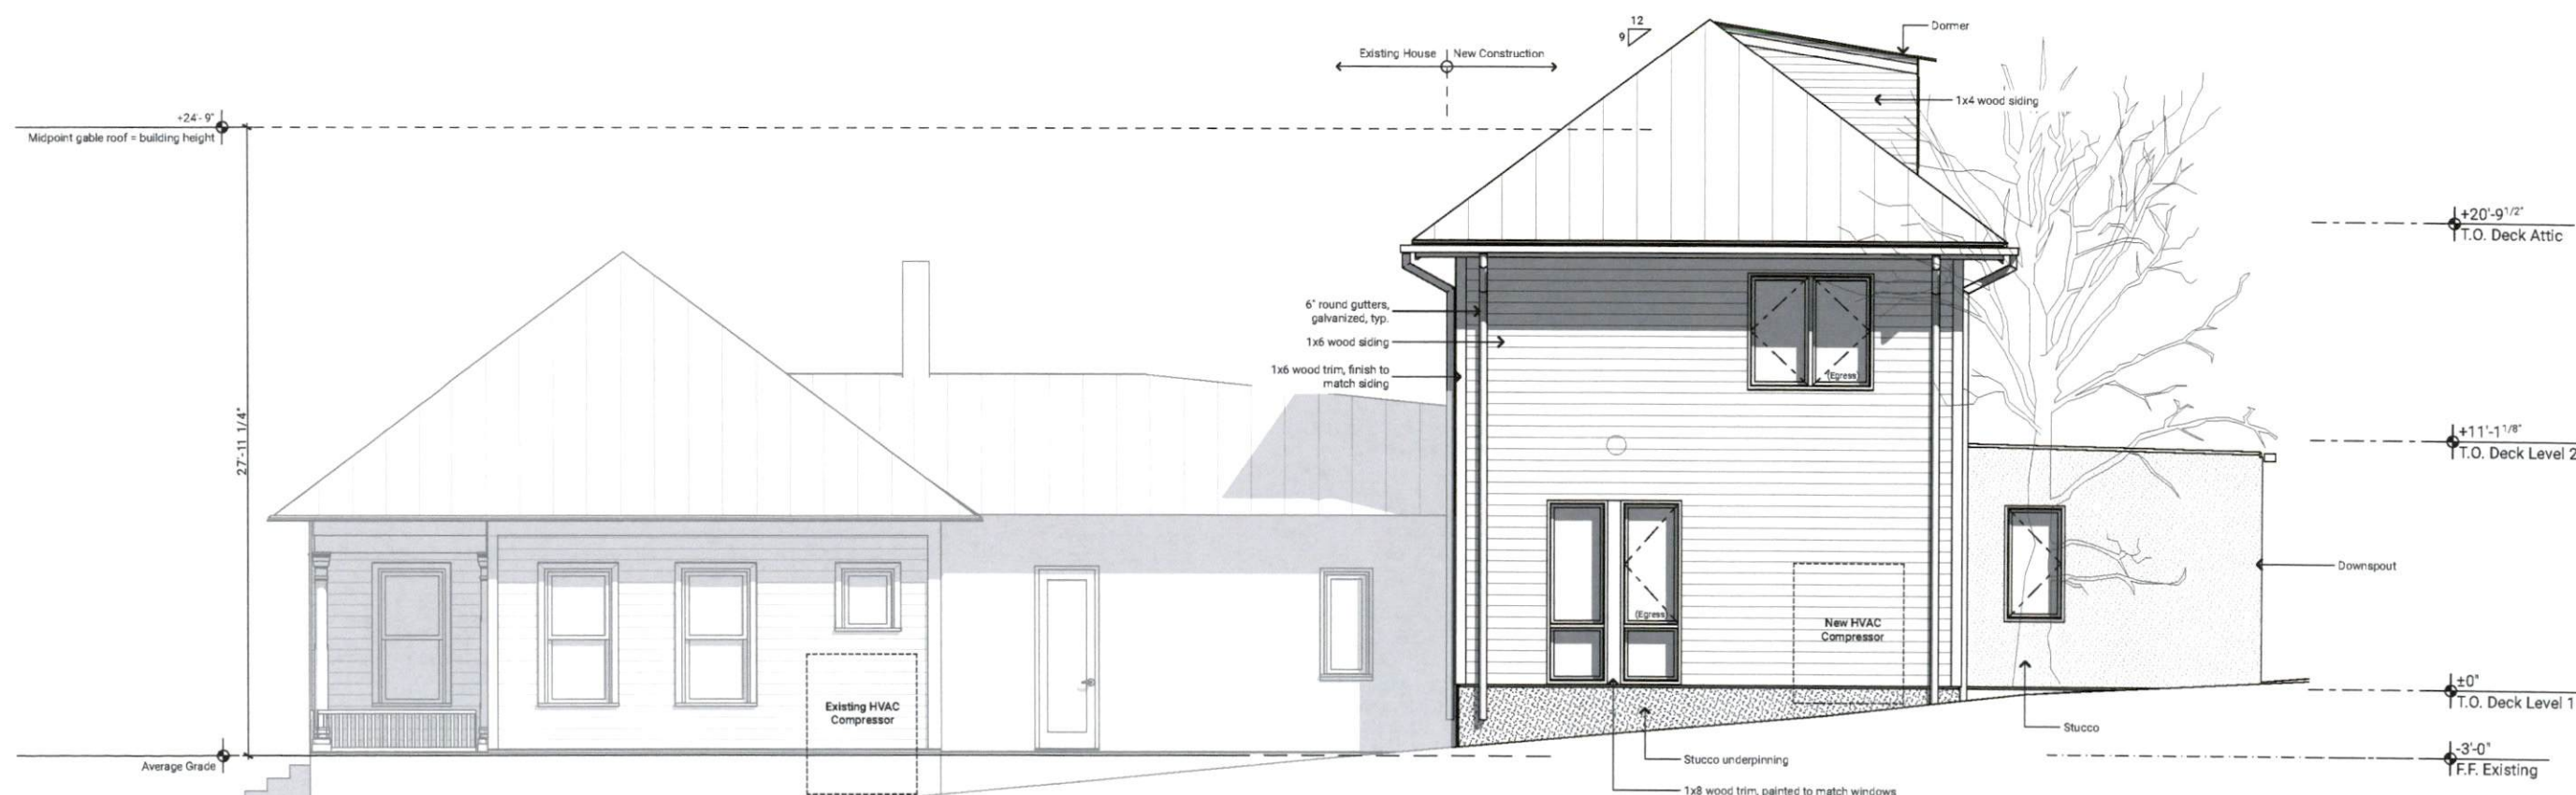 12
9
Dormer
Existing House
New Construction
1x4 wood siding
+24'-9"
Midpoint gable roof = building height
+20'-9 1/2"
T.O. Deck Attic
6" round gutters,
galvanized, typ.
1x6 wood siding
1x6 wood trim, finish to
match siding
(Egress)
27'-11 1/4"
+11'-1 1/8"
T.O. Deck Level 2
Downspout
(Egress)
New HVAC
Compressor
Existing HVAC
Compressor
±0"
T.O. Deck Level 1
Stucco
-3'-0"
F.F. Existing
Average Grade
Stucco underpinning
1x8 wood trim, painted to match windows